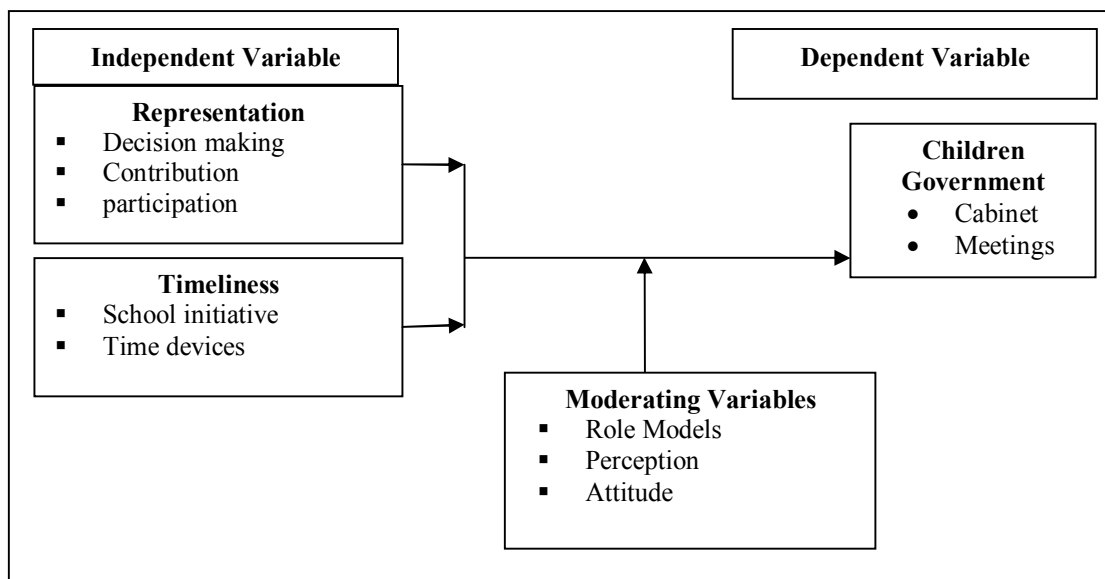 Independent Variable
Dependent Variable
Representation
▪ Decision making
▪ Contribution
▪ participation
Timeliness
▪ School initiative
▪ Time devices
Children
Government
● Cabinet
● Meetings
Moderating Variables
▪ Role Models
▪ Perception
▪ Attitude